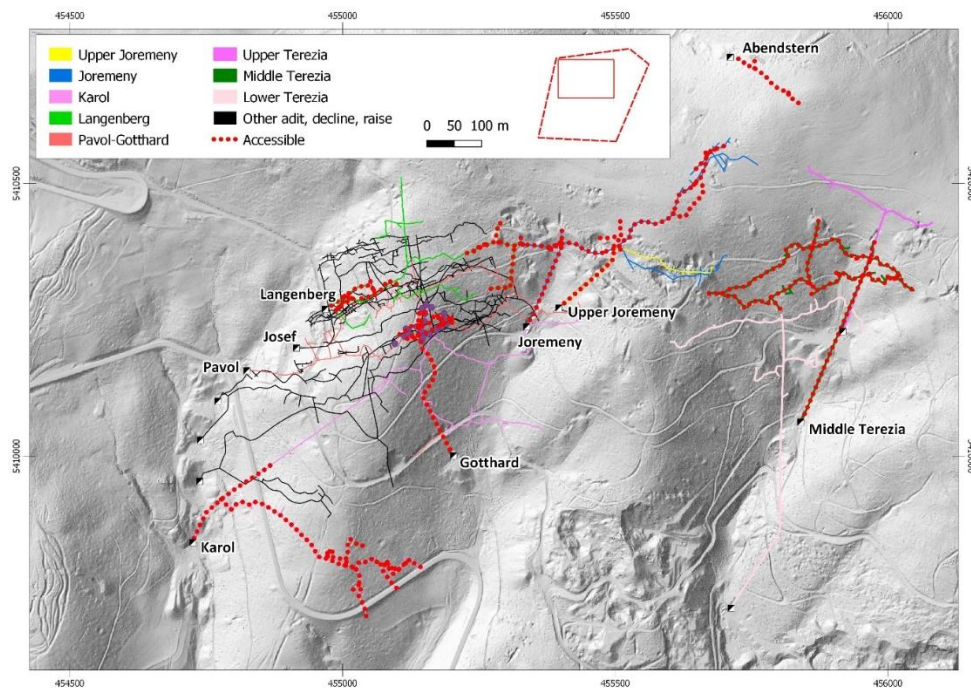 454500
455000
455500
456000
Upper Joremeny
Upper Terezia
Joremeny
Middle Terezia
Karol
Lower Terezia
Langenberg
Other adit, decline, raise
Pavol-Gotthard
Accessible
0 50 100 m
Abendstern
5410500
5410500
Langenberg
Upper Joremeny
Josef
Joremeny
Pavol
Middle Terezia
Gotthard
5410000
5410000
Karol
454500
455000
455500
456000